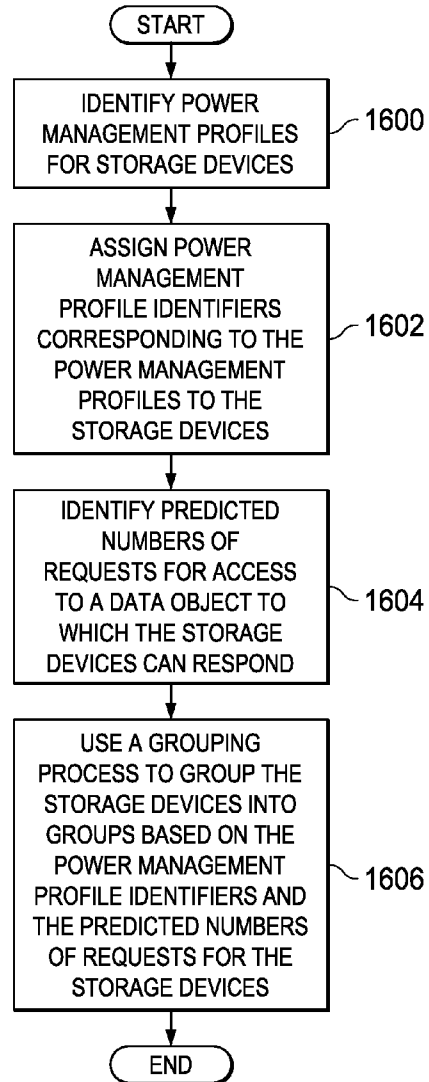 START
IDENTIFY POWER
MANAGEMENT PROFILES
FOR STORAGE DEVICES
1600
ASSIGN POWER
MANAGEMENT
PROFILE IDENTIFIERS
CORRESPONDING TO THE
POWER MANAGEMENT
PROFILES TO THE
STORAGE DEVICES
1602
IDENTIFY PREDICTED
NUMBERS OF
REQUESTS FOR ACCESS
TO A DATA OBJECT TO
WHICH THE STORAGE
DEVICES CAN RESPOND
1604
USE A GROUPING
PROCESS TO GROUP THE
STORAGE DEVICES INTO
GROUPS BASED ON THE
POWER MANAGEMENT
PROFILE IDENTIFIERS AND
THE PREDICTED NUMBERS
OF REQUESTS FOR THE
STORAGE DEVICES
1606
END